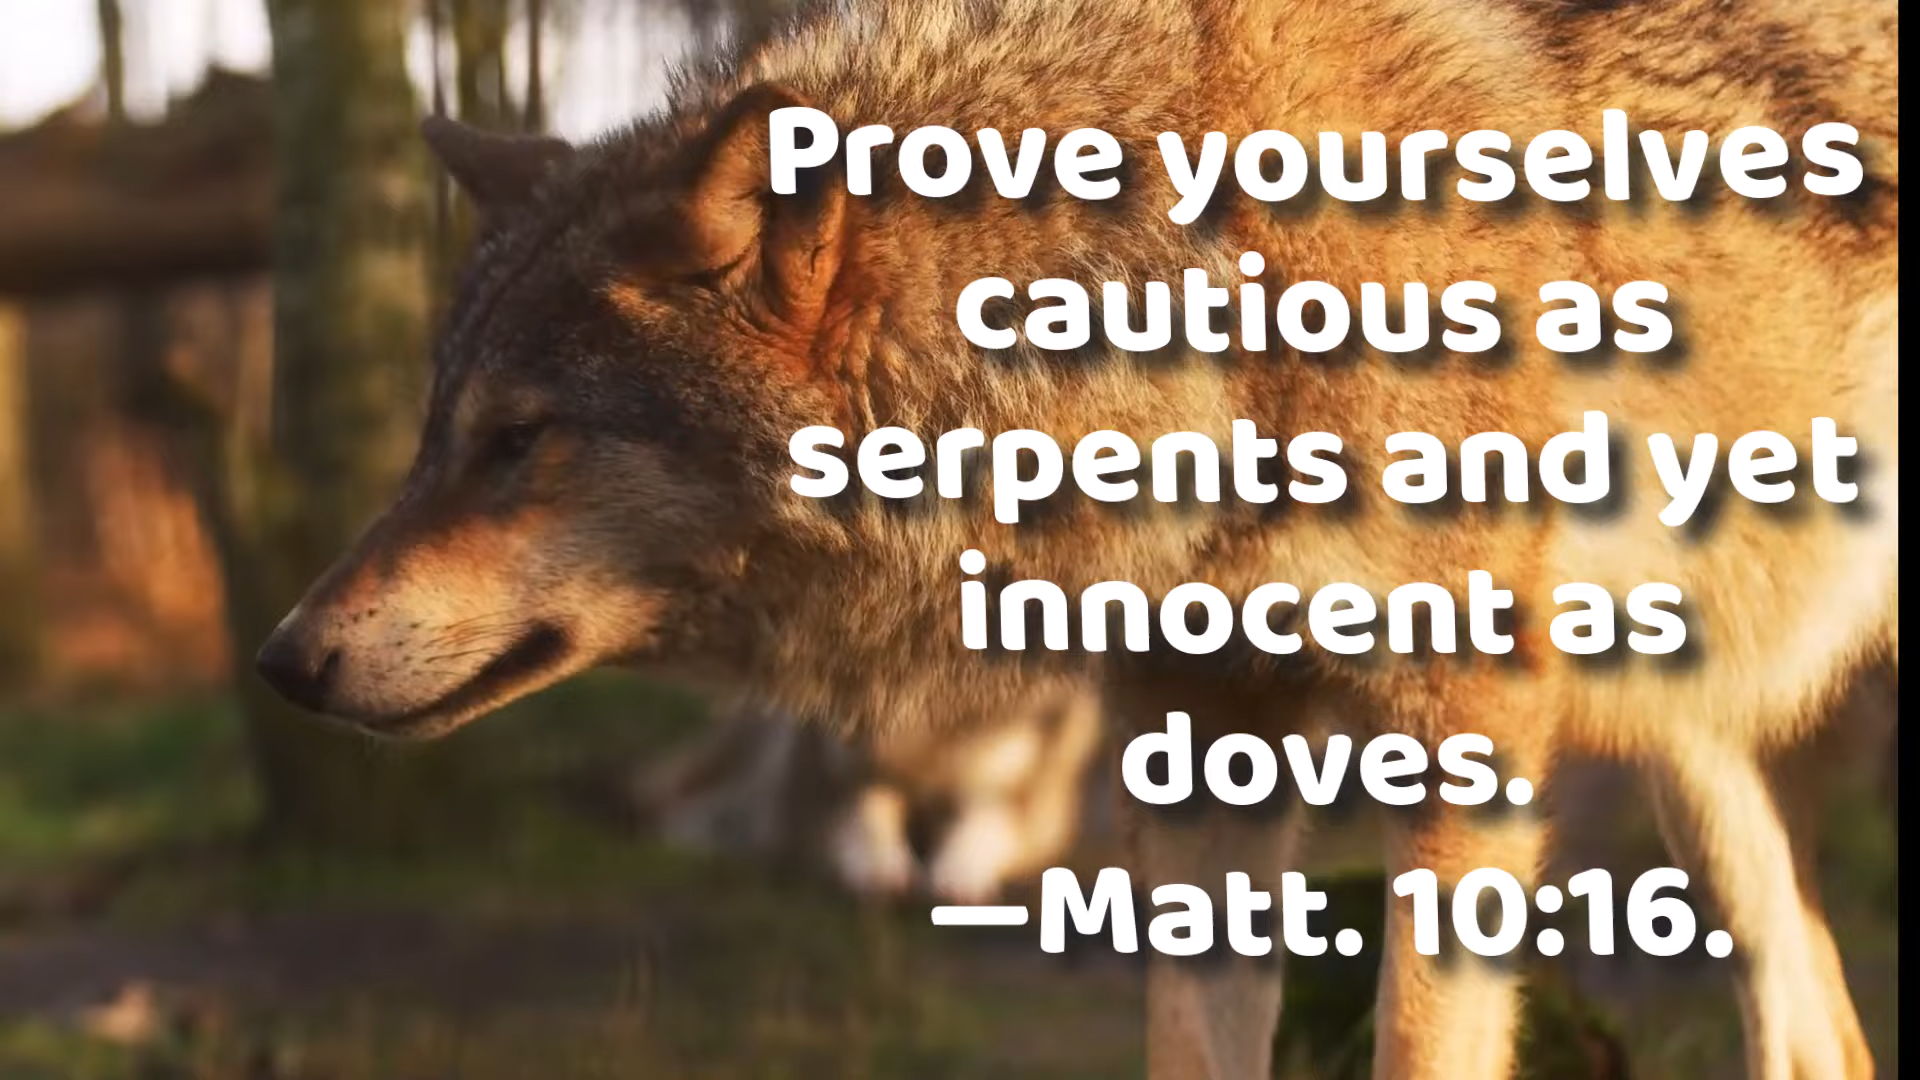 Prove yourselves
cautious as
serpents and yet
innocent as
doves.
—Matt. 10:16.